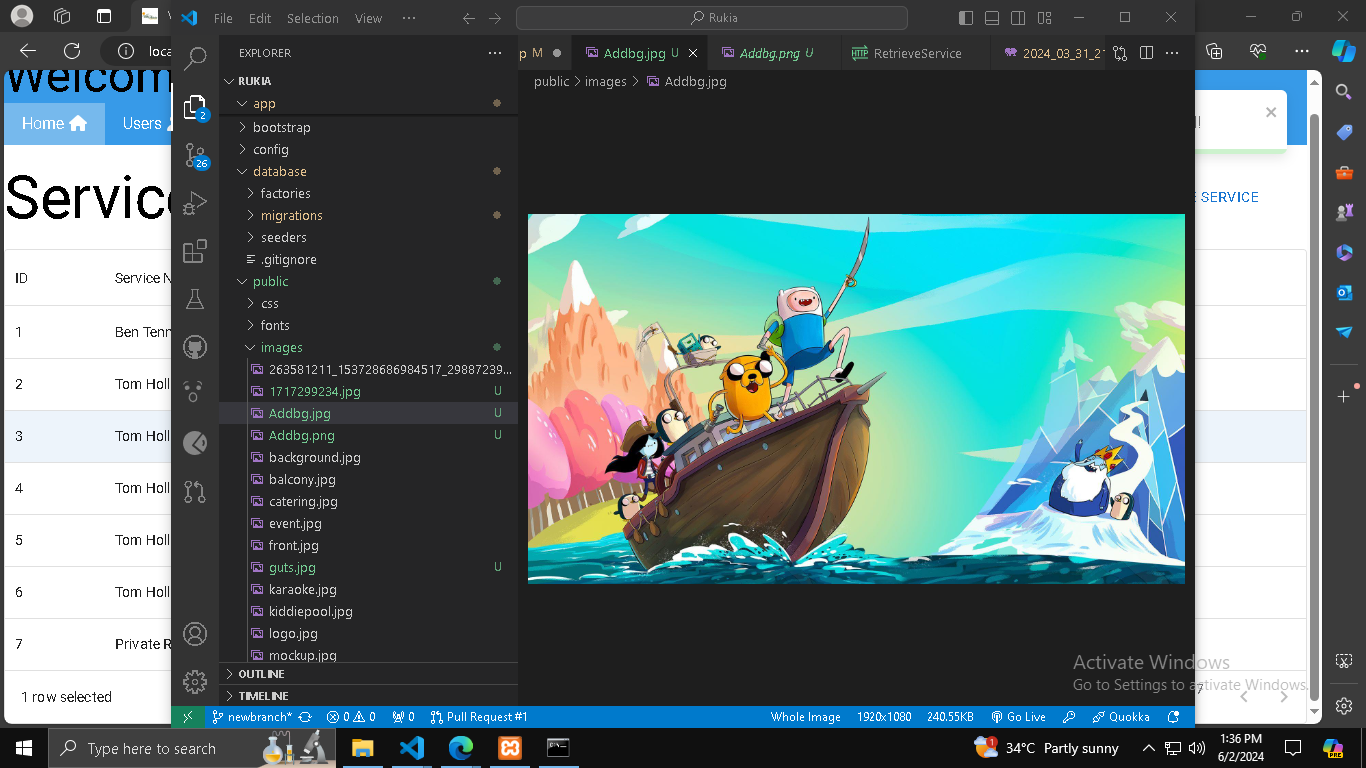 File Edit Selection View ···
Rukia
loca
Welcom
Home
Users
Service
ID Service N
1 Ben Tenn
2 Tom Holl
3 Tom Holl
4 Tom Holl
5 Tom Holl
6 Tom Holl
7 Private R
1 row selected
EXPLORER
RUKIA
app
bootstrap
config
database
factories
migrations
seeders
.gitignore
public
css
fonts
images
263581211_153728686984517_29887239...
1717299234.jpg U
Addbg.jpg U
Addbg.png U
background.jpg
balcony.jpg
catering.jpg
event.jpg
front.jpg
guts.jpg U
karaoke.jpg
kiddiepool.jpg
logo.jpg
mockup.jpg
OUTLINE
TIMELINE
2
26
p M
Addbg.jpg U
Addbg.png U
RetrieveService
2024_03_31_21
public > images > Addbg.jpg
SERVICE
Activate Windows
Go to Settings to activate Windows.
newbranch*
0 0
0
Pull Request #1
Whole Image
1920x1080
240.55KB
Go Live
Quokka
Type here to search
1
34°C Partly sunny
1:36 PM
6/2/2024
PRE